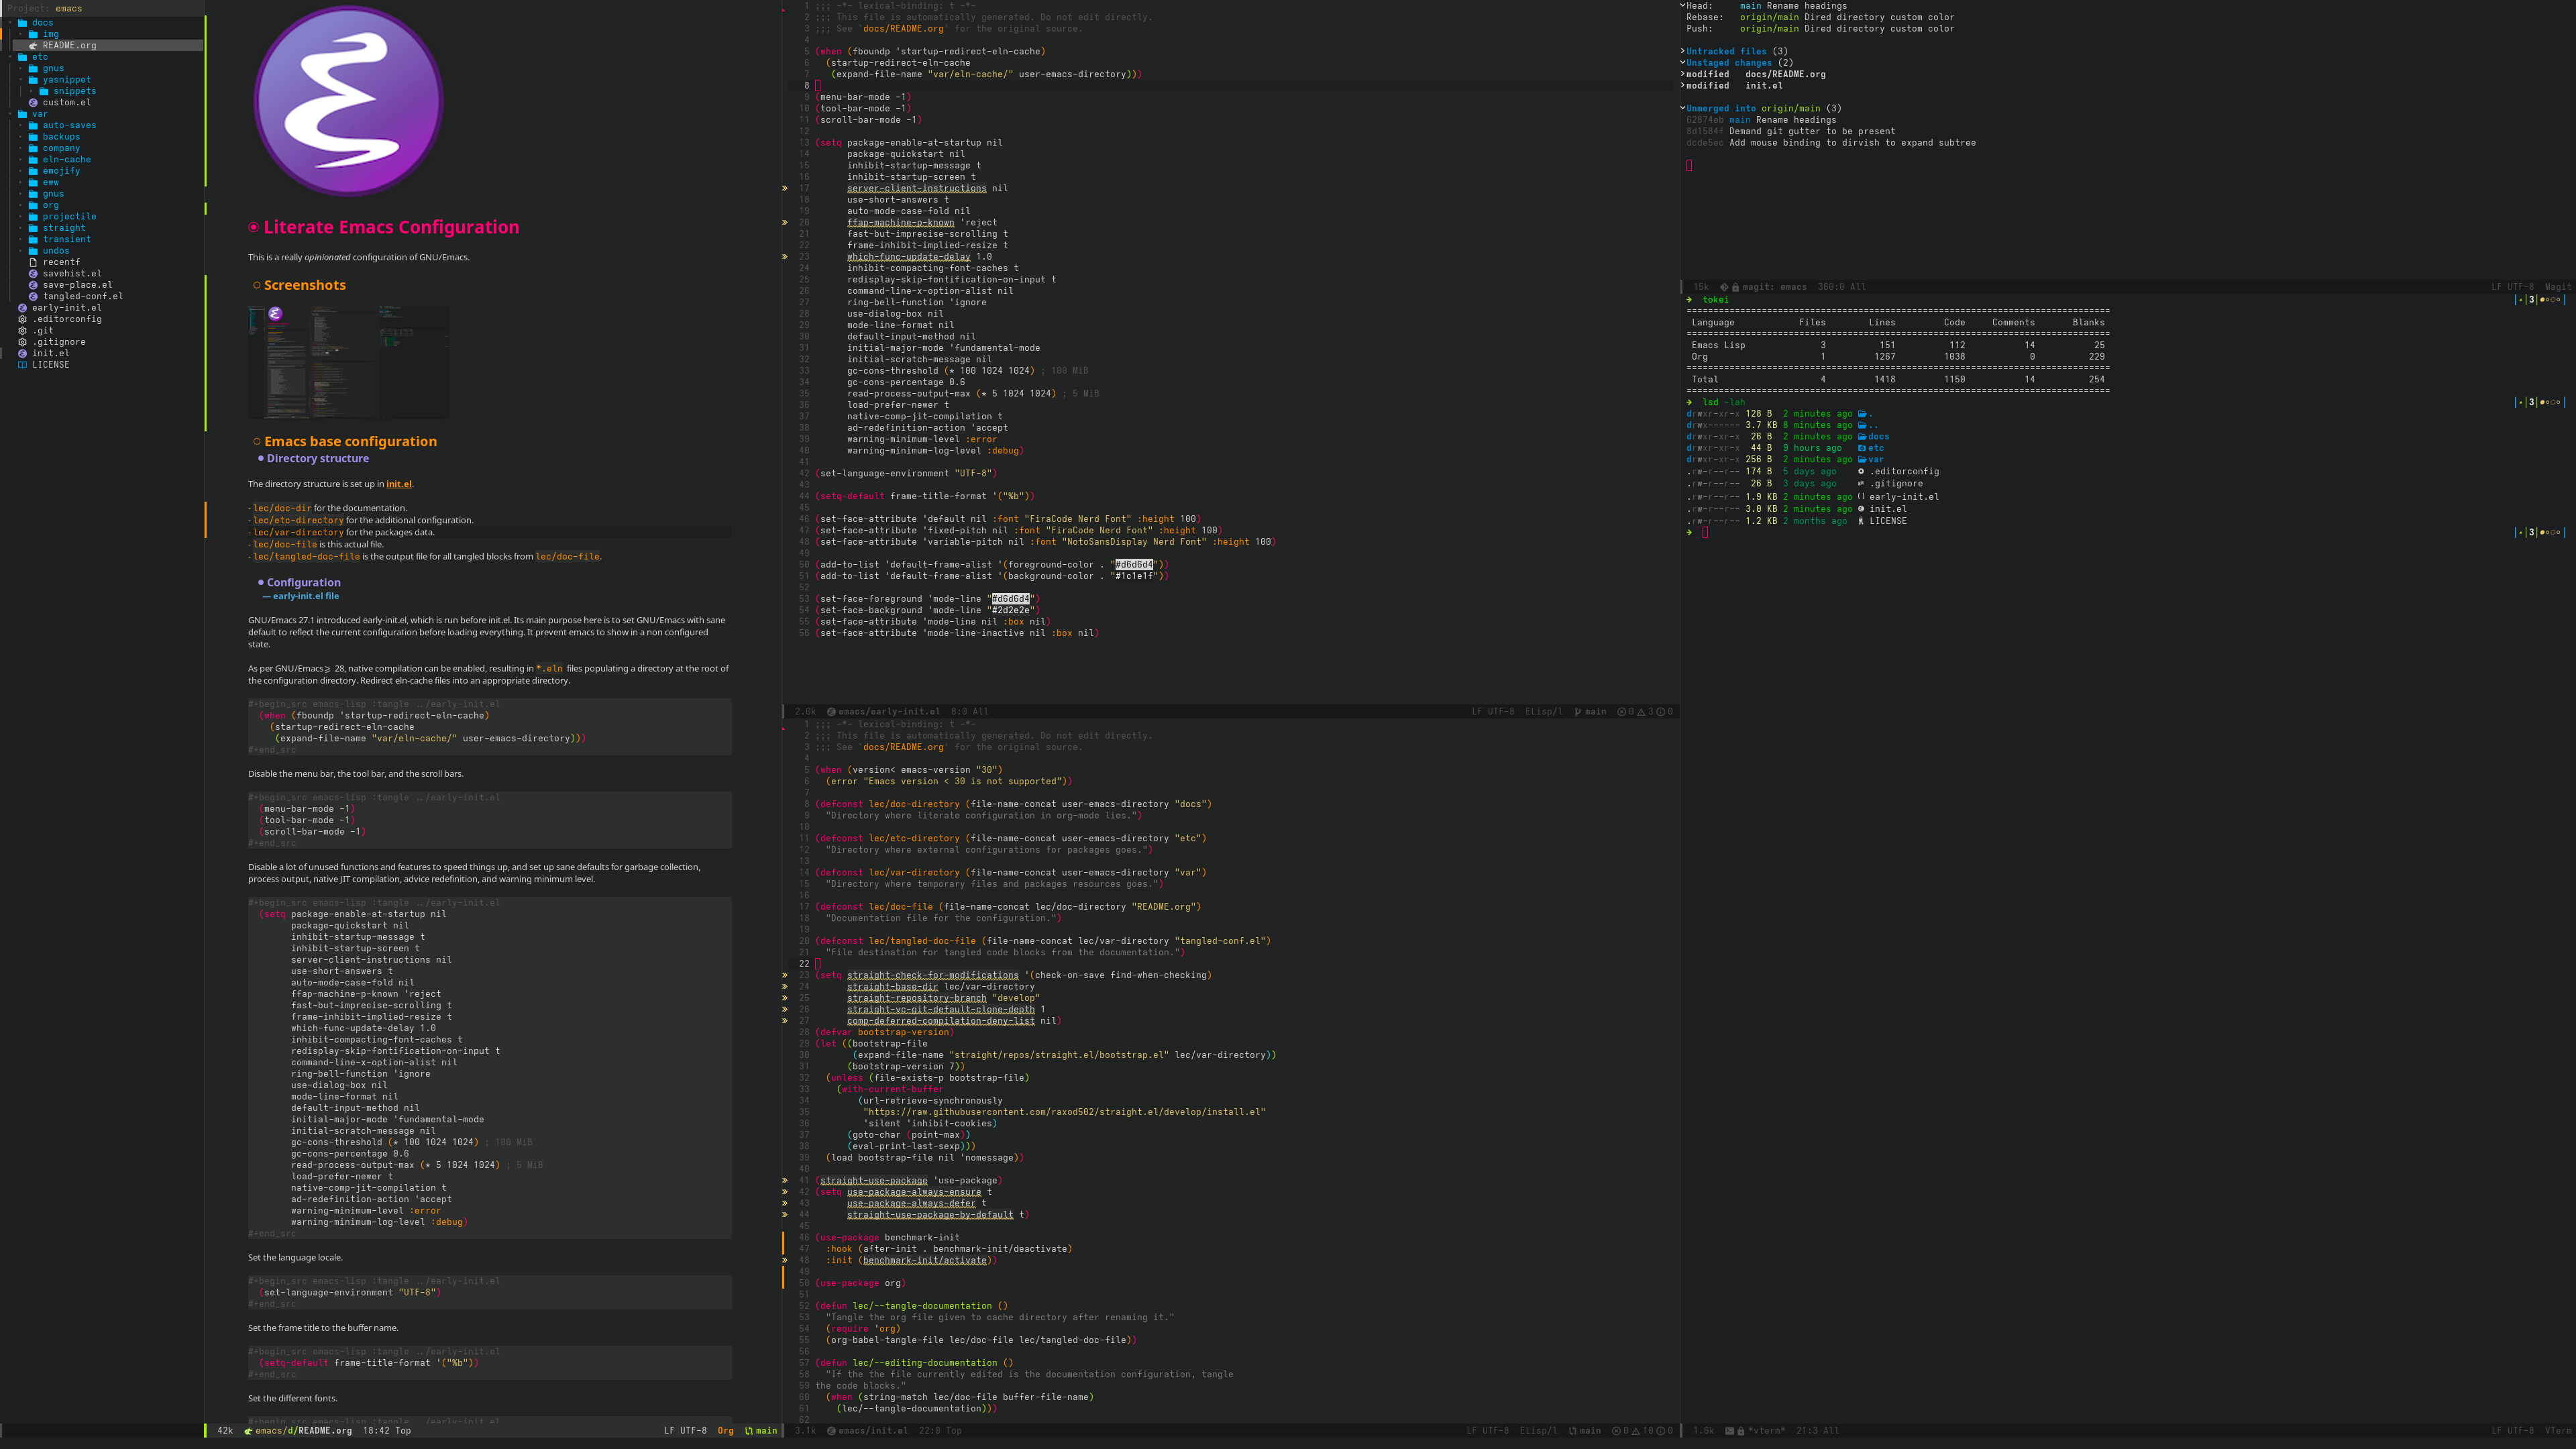 Project: emacs
docs
img
README.org
etc
gnus
yasnippet
snippets
custom.el
var
auto-saves
backups
company
eln-cache
emojify
eww
gnus
org
projectile
straight
transient
undos
recentf
savehist.el
save-place.el
tangled-conf.el
early-init.el
.editorconfig
.git
.gitignore
init.el
LICENSE
Literate Emacs Configuration
This is a really opinionated configuration of GNU/Emacs.
Screenshots
Emacs base configuration
Directory structure
The directory structure is set up in init.el.
- lec/doc-dir for the documentation.
- lec/etc-directory for the additional configuration.
- lec/var-directory for the packages data.
- lec/doc-file is this actual file.
- lec/tangled-doc-file is the output file for all tangled blocks from lec/doc-file.
Configuration
— early-init.el file
GNU/Emacs 27.1 introduced early-init.el, which is run before init.el. Its main purpose here is to set GNU/Emacs with sane
default to reflect the current configuration before loading everything. It prevent emacs to show in a non configured
state.
As per GNU/Emacs ⩾ 28, native compilation can be enabled, resulting in *.eln files populating a directory at the root of
the configuration directory. Redirect eln-cache files into an appropriate directory.
#+begin_src emacs-lisp :tangle ../early-init.el
(when (fboundp 'startup-redirect-eln-cache)
(startup-redirect-eln-cache
(expand-file-name "var/eln-cache/" user-emacs-directory)))
#+end_src
Disable the menu bar, the tool bar, and the scroll bars.
#+begin_src emacs-lisp :tangle ../early-init.el
(menu-bar-mode -1)
(tool-bar-mode -1)
(scroll-bar-mode -1)
#+end_src
Disable a lot of unused functions and features to speed things up, and set up sane defaults for garbage collection,
process output, native JIT compilation, advice redefinition, and warning minimum level.
#+begin_src emacs-lisp :tangle ../early-init.el
(setq package-enable-at-startup nil
package-quickstart nil
inhibit-startup-message t
inhibit-startup-screen t
server-client-instructions nil
use-short-answers t
auto-mode-case-fold nil
ffap-machine-p-known 'reject
fast-but-imprecise-scrolling t
frame-inhibit-implied-resize t
which-func-update-delay 1.0
inhibit-compacting-font-caches t
redisplay-skip-fontification-on-input t
command-line-x-option-alist nil
ring-bell-function 'ignore
use-dialog-box nil
mode-line-format nil
default-input-method nil
initial-major-mode 'fundamental-mode
initial-scratch-message nil
gc-cons-threshold (* 100 1024 1024) ; 100 MiB
gc-cons-percentage 0.6
read-process-output-max (* 5 1024 1024) ; 5 MiB
load-prefer-newer t
native-comp-jit-compilation t
ad-redefinition-action 'accept
warning-minimum-level :error
warning-minimum-log-level :debug)
#+end_src
Set the language locale.
#+begin_src emacs-lisp :tangle ../early-init.el
(set-language-environment "UTF-8")
#+end_src
Set the frame title to the buffer name.
#+begin_src emacs-lisp :tangle ../early-init.el
(setq-default frame-title-format '("%b"))
#+end_src
Set the different fonts.
#+begin_src emacs-lisp :tangle ../early-init.el
42k emacs/d/README.org 18:42 Top LF UTF-8 Org main
1 ;;; -*- lexical-binding: t -*-
2 ;;; This file is automatically generated. Do not edit directly.
3 ;;; See `docs/README.org' for the original source.
4
5 (when (fboundp 'startup-redirect-eln-cache)
6 (startup-redirect-eln-cache
7 (expand-file-name "var/eln-cache/" user-emacs-directory)))
8
9 (menu-bar-mode -1)
10 (tool-bar-mode -1)
11 (scroll-bar-mode -1)
12
13 (setq package-enable-at-startup nil
14 package-quickstart nil
15 inhibit-startup-message t
16 inhibit-startup-screen t
17 server-client-instructions nil
18 use-short-answers t
19 auto-mode-case-fold nil
20 ffap-machine-p-known 'reject
21 fast-but-imprecise-scrolling t
22 frame-inhibit-implied-resize t
23 which-func-update-delay 1.0
24 inhibit-compacting-font-caches t
25 redisplay-skip-fontification-on-input t
26 command-line-x-option-alist nil
27 ring-bell-function 'ignore
28 use-dialog-box nil
29 mode-line-format nil
30 default-input-method nil
31 initial-major-mode 'fundamental-mode
32 initial-scratch-message nil
33 gc-cons-threshold (* 100 1024 1024) ; 100 MiB
34 gc-cons-percentage 0.6
35 read-process-output-max (* 5 1024 1024) ; 5 MiB
36 load-prefer-newer t
37 native-comp-jit-compilation t
38 ad-redefinition-action 'accept
39 warning-minimum-level :error
40 warning-minimum-log-level :debug)
41
42 (set-language-environment "UTF-8")
43
44 (setq-default frame-title-format '("%b"))
45
46 (set-face-attribute 'default nil :font "FiraCode Nerd Font" :height 100)
47 (set-face-attribute 'fixed-pitch nil :font "FiraCode Nerd Font" :height 100)
48 (set-face-attribute 'variable-pitch nil :font "NotoSansDisplay Nerd Font" :height 100)
49
50 (add-to-list 'default-frame-alist '(foreground-color . "#d6d6d4"))
51 (add-to-list 'default-frame-alist '(background-color . "#1c1e1f"))
52
53 (set-face-foreground 'mode-line "#d6d6d4")
54 (set-face-background 'mode-line "#2d2e2e")
55 (set-face-attribute 'mode-line nil :box nil)
56 (set-face-attribute 'mode-line-inactive nil :box nil)
2.0k emacs/early-init.el 8:0 All LF UTF-8 ELisp/l main 0 3 0
1 ;;; -*- lexical-binding: t -*-
2 ;;; This file is automatically generated. Do not edit directly.
3 ;;; See `docs/README.org' for the original source.
4
5 (when (version< emacs-version "30")
6 (error "Emacs version < 30 is not supported"))
7
8 (defconst lec/doc-directory (file-name-concat user-emacs-directory "docs")
9 "Directory where literate configuration in org-mode lies.")
10
11 (defconst lec/etc-directory (file-name-concat user-emacs-directory "etc")
12 "Directory where external configurations for packages goes.")
13
14 (defconst lec/var-directory (file-name-concat user-emacs-directory "var")
15 "Directory where temporary files and packages resources goes.")
16
17 (defconst lec/doc-file (file-name-concat lec/doc-directory "README.org")
18 "Documentation file for the configuration.")
19
20 (defconst lec/tangled-doc-file (file-name-concat lec/var-directory "tangled-conf.el")
21 "File destination for tangled code blocks from the documentation.")
22
23 (setq straight-check-for-modifications '(check-on-save find-when-checking)
24 straight-base-dir lec/var-directory
25 straight-repository-branch "develop"
26 straight-vc-git-default-clone-depth 1
27 comp-deferred-compilation-deny-list nil)
28 (defvar bootstrap-version)
29 (let ((bootstrap-file
30 (expand-file-name "straight/repos/straight.el/bootstrap.el" lec/var-directory))
31 (bootstrap-version 7))
32 (unless (file-exists-p bootstrap-file)
33 (with-current-buffer
34 (url-retrieve-synchronously
35 "https://raw.githubusercontent.com/raxod502/straight.el/develop/install.el"
36 'silent 'inhibit-cookies)
37 (goto-char (point-max))
38 (eval-print-last-sexp)))
39 (load bootstrap-file nil 'nomessage))
40
41 (straight-use-package 'use-package)
42 (setq use-package-always-ensure t
43 use-package-always-defer t
44 straight-use-package-by-default t)
45
46 (use-package benchmark-init
47 :hook (after-init . benchmark-init/deactivate)
48 :init (benchmark-init/activate))
49
50 (use-package org)
51
52 (defun lec/--tangle-documentation ()
53 "Tangle the org file given to cache directory after renaming it."
54 (require 'org)
55 (org-babel-tangle-file lec/doc-file lec/tangled-doc-file))
56
57 (defun lec/--editing-documentation ()
58 "If the the file currently edited is the documentation configuration, tangle
59 the code blocks."
60 (when (string-match lec/doc-file buffer-file-name)
61 (lec/--tangle-documentation)))
62
3.1k emacs/init.el 22:0 Top LF UTF-8 ELisp/l main 0 10 0
Head: main Rename headings
Rebase: origin/main Dired directory custom color
Push: origin/main Dired directory custom color
Untracked files (3)
Unstaged changes (2)
modified docs/README.org
modified init.el
Unmerged into origin/main (3)
62874eb main Rename headings
8d1584f Demand git gutter to be present
dcde5ec Add mouse binding to dirvish to expand subtree
15k magit: emacs 360:0 All LF UTF-8 Magit
➜ tokei 3
Language Files Lines Code Comments Blanks
Emacs Lisp 3 151 112 14 25
Org 1 1267 1038 0 229
Total 4 1418 1150 14 254
➜ lsd -lah 3
drwxr-xr-x 128 B 2 minutes ago .
drwx------ 3.7 KB 8 minutes ago ..
drwxr-xr-x 26 B 2 minutes ago docs
drwxr-xr-x 44 B 9 hours ago etc
drwxr-xr-x 256 B 2 minutes ago var
.rw-r--r-- 174 B 5 days ago .editorconfig
.rw-r--r-- 26 B 3 days ago .gitignore
.rw-r--r-- 1.9 KB 2 minutes ago early-init.el
.rw-r--r-- 3.0 KB 2 minutes ago init.el
.rw-r--r-- 1.2 KB 2 months ago LICENSE
➜ 3
1.6k *vterm* 21:3 All LF UTF-8 VTerm